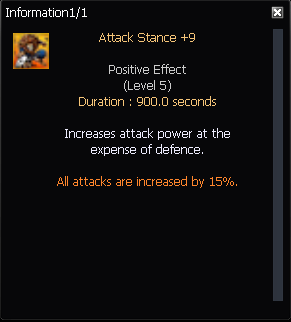 Information1/1
Attack Stance +9
Positive Effect
(Level 5)
Duration : 900.0 seconds
Increases attack power at the
expense of defence.
All attacks are increased by 15%.